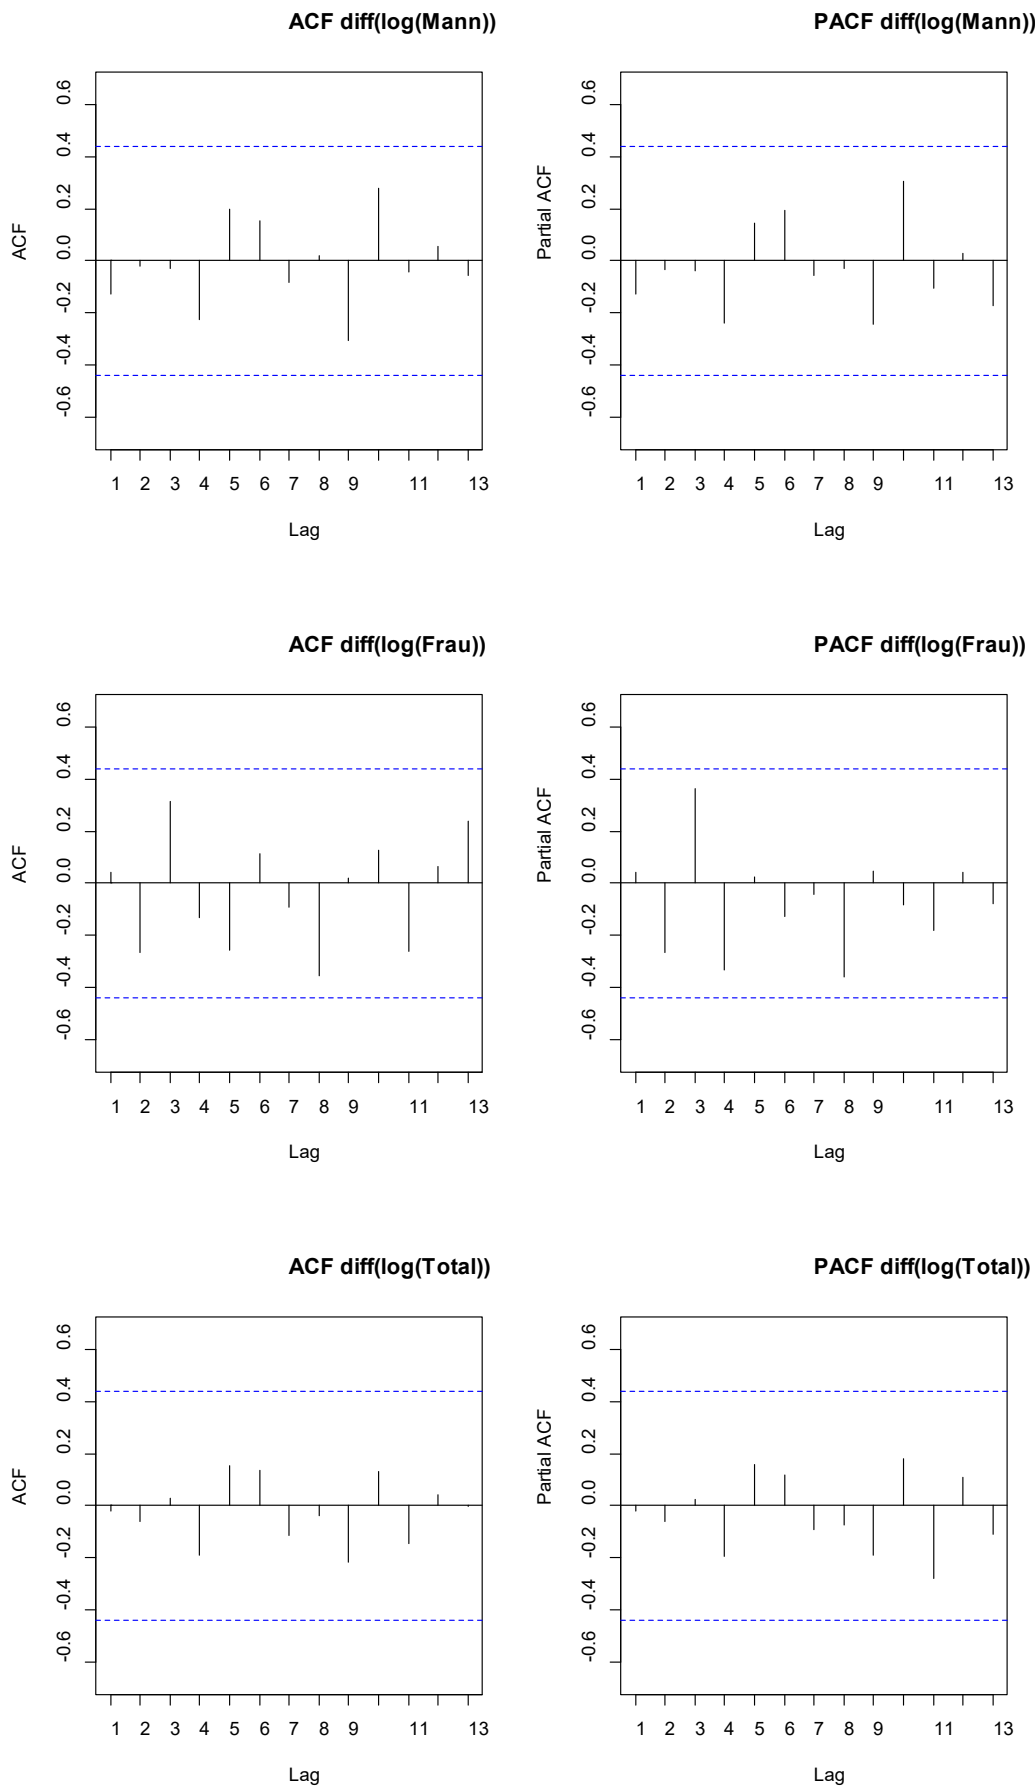 ACF diff(log(Mann))
ACF
0.6
0.4
0.2
0.0
-0.2
-0.4
-0.6
1 2 3 4 5 6 7 8 9 11 13
Lag
PACF diff(log(Mann))
Partial ACF
0.6
0.4
0.2
0.0
-0.2
-0.4
-0.6
1 2 3 4 5 6 7 8 9 11 13
Lag
ACF diff(log(Frau))
ACF
0.6
0.4
0.2
0.0
-0.2
-0.4
-0.6
1 2 3 4 5 6 7 8 9 11 13
Lag
PACF diff(log(Frau))
Partial ACF
0.6
0.4
0.2
0.0
-0.2
-0.4
-0.6
1 2 3 4 5 6 7 8 9 11 13
Lag
ACF diff(log(Total))
ACF
0.6
0.4
0.2
0.0
-0.2
-0.4
-0.6
1 2 3 4 5 6 7 8 9 11 13
Lag
PACF diff(log(Total))
Partial ACF
0.6
0.4
0.2
0.0
-0.2
-0.4
-0.6
1 2 3 4 5 6 7 8 9 11 13
Lag